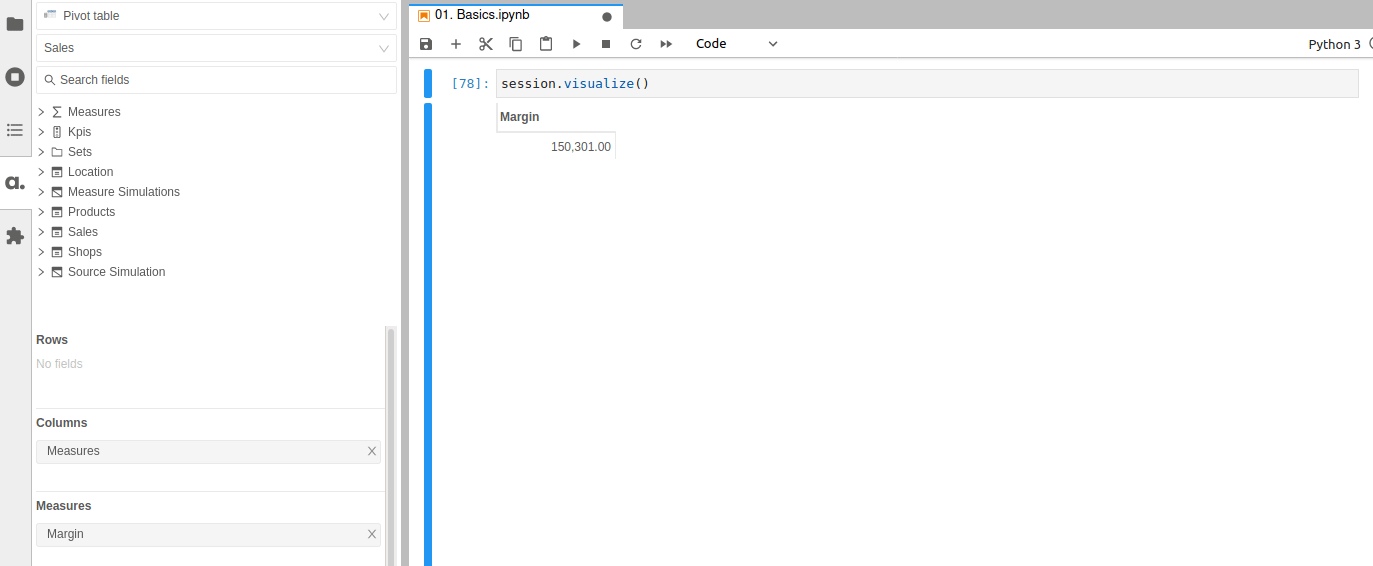 Pivot table
Sales
Search fields
Measures
Kpis
Sets
Location
Measure Simulations
Products
Sales
Shops
Source Simulation
Rows
No fields
Columns
Measures
Measures
Margin
01. Basics.ipynb
Code
Python 3
[78]: session.visualize()
Margin
150,301.00